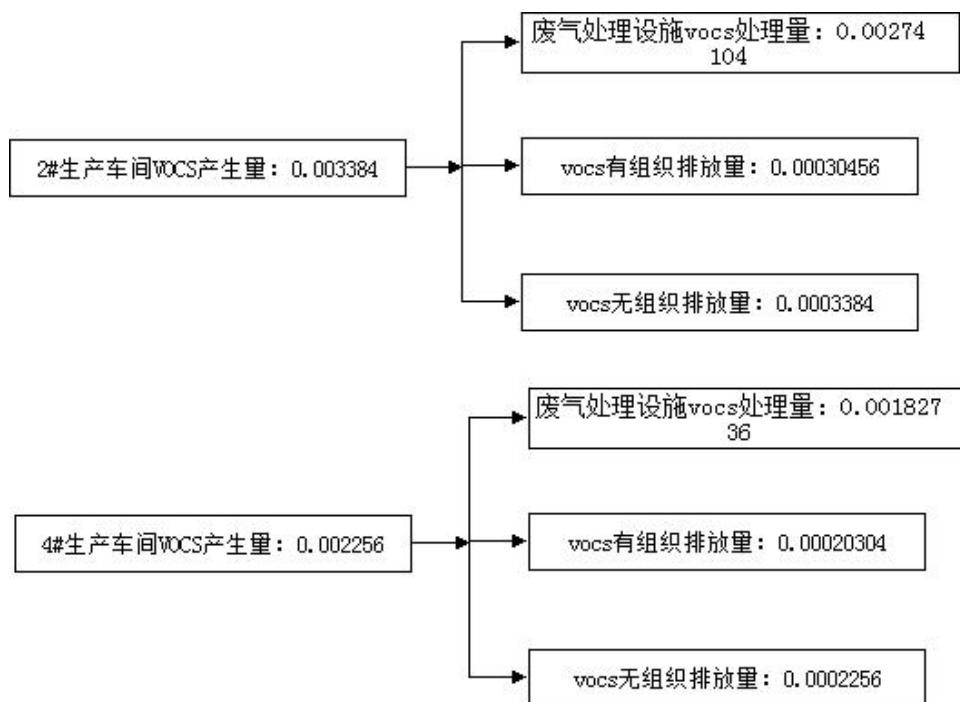 废气处理设施vocs处理量：0.00274
104
2#生产车间VOCS产生量：0.003384
vocs有组织排放量：0.00030456
vocs无组织排放量：0.0003384
废气处理设施vocs处理量：0.001827
36
4#生产车间VOCS产生量：0.002256
vocs有组织排放量：0.00020304
vocs无组织排放量：0.0002256